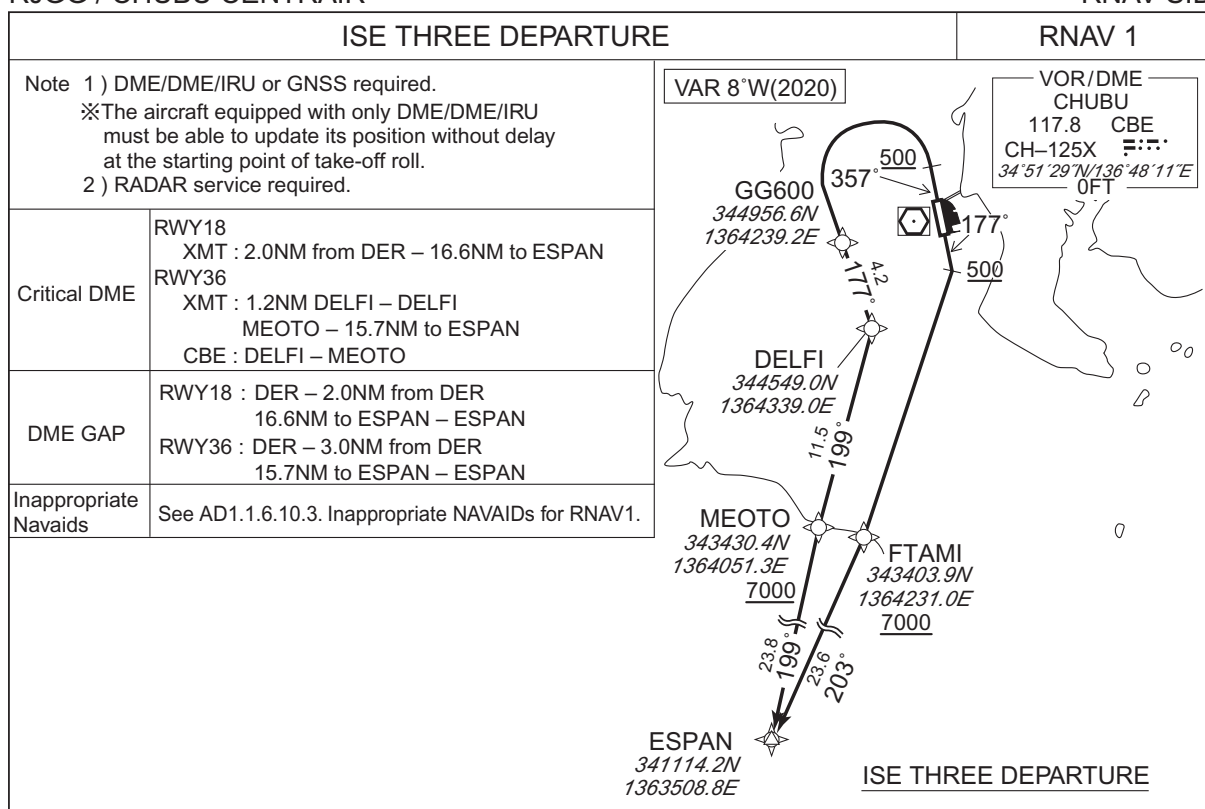 RJGG / CHUBU CENTRAIR
RNAV SID
ISE THREE DEPARTURE
RNAV 1
Note 1 ) DME/DME/IRU or GNSS required.
※The aircraft equipped with only DME/DME/IRU
must be able to update its position without delay
at the starting point of take-off roll.
2 ) RADAR service required.
Critical DME
RWY18
XMT : 2.0NM from DER – 16.6NM to ESPAN
RWY36
XMT : 1.2NM DELFI – DELFI
MEOTO – 15.7NM to ESPAN
CBE : DELFI – MEOTO
DME GAP
RWY18 : DER – 2.0NM from DER
16.6NM to ESPAN – ESPAN
RWY36 : DER – 3.0NM from DER
15.7NM to ESPAN – ESPAN
Inappropriate
Navaids
See AD1.1.6.10.3. Inappropriate NAVAIDs for RNAV1.
VAR 8˚W(2020)
VOR/DME
CHUBU
117.8 CBE
CH–125X
34˚51´29˝N/136˚48´11˝E
0FT
500
357˚
GG600
344956.6N
1364239.2E
177˚
500
4.2
177˚
DELFI
344549.0N
1364339.0E
11.5
199˚
MEOTO
343430.4N
1364051.3E
7000
FTAMI
343403.9N
1364231.0E
7000
23.8
199˚
23.6
203˚
ESPAN
341114.2N
1363508.8E
ISE THREE DEPARTURE